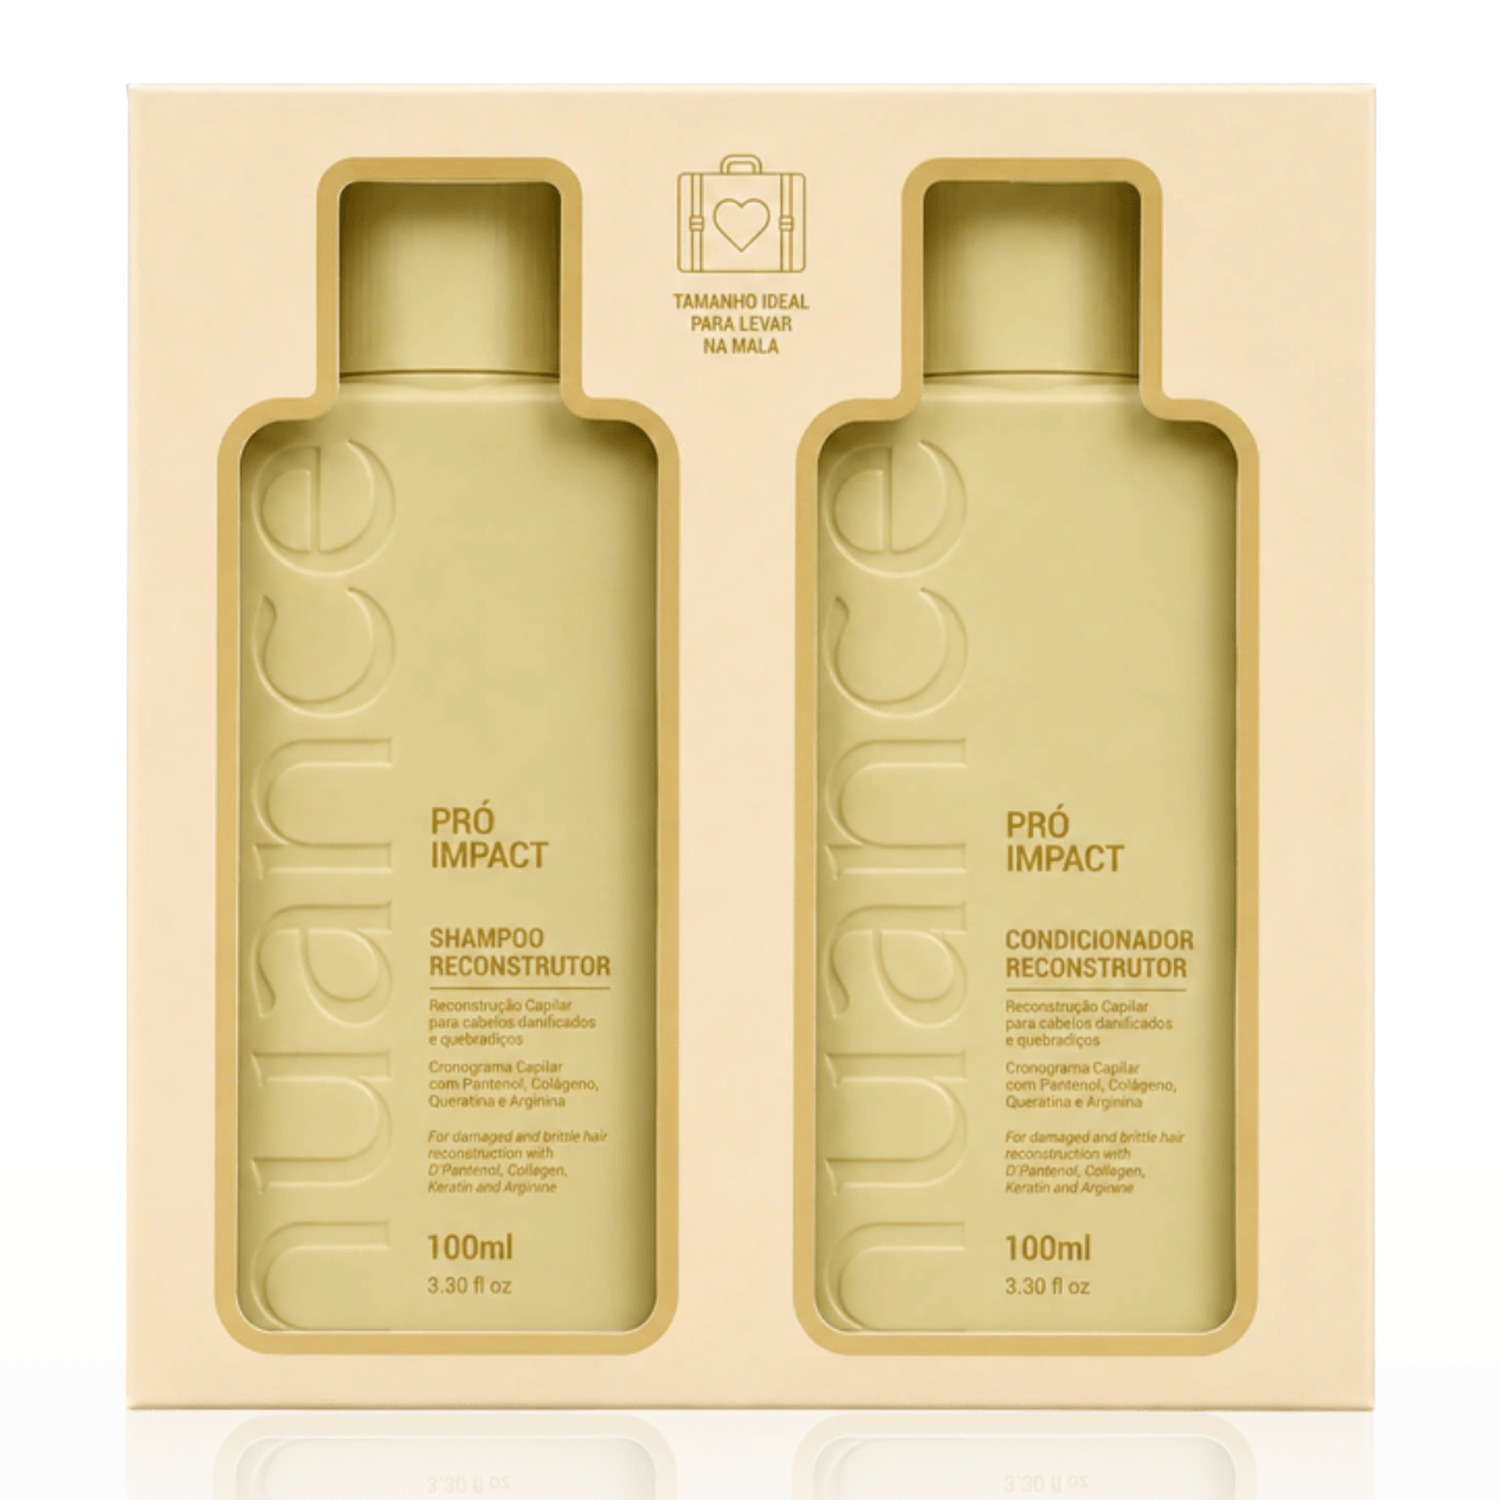 TAMANHO IDEAL
PARA LEVAR
NA MALA
nuance
PRÓ
IMPACT
SHAMPOO
RECONSTRUTOR
Reconstrução Capilar
para cabelos danificados
e quebradiços
Cronograma Capilar
com Pantenol, Colágeno,
Queratina e Arginina
For damaged and brittle hair
reconstruction with
D'Pantenol, Collagen,
Keratin and Arginine
100ml
3.30 fl oz
nuance
PRÓ
IMPACT
CONDICIONADOR
RECONSTRUTOR
Reconstrução Capilar
para cabelos danificados
e quebradiços
Cronograma Capilar
com Pantenol, Colágeno,
Queratina e Arginina
For damaged and brittle hair
reconstruction with
D'Pantenol, Collagen,
Keratin and Arginine
100ml
3.30 fl oz